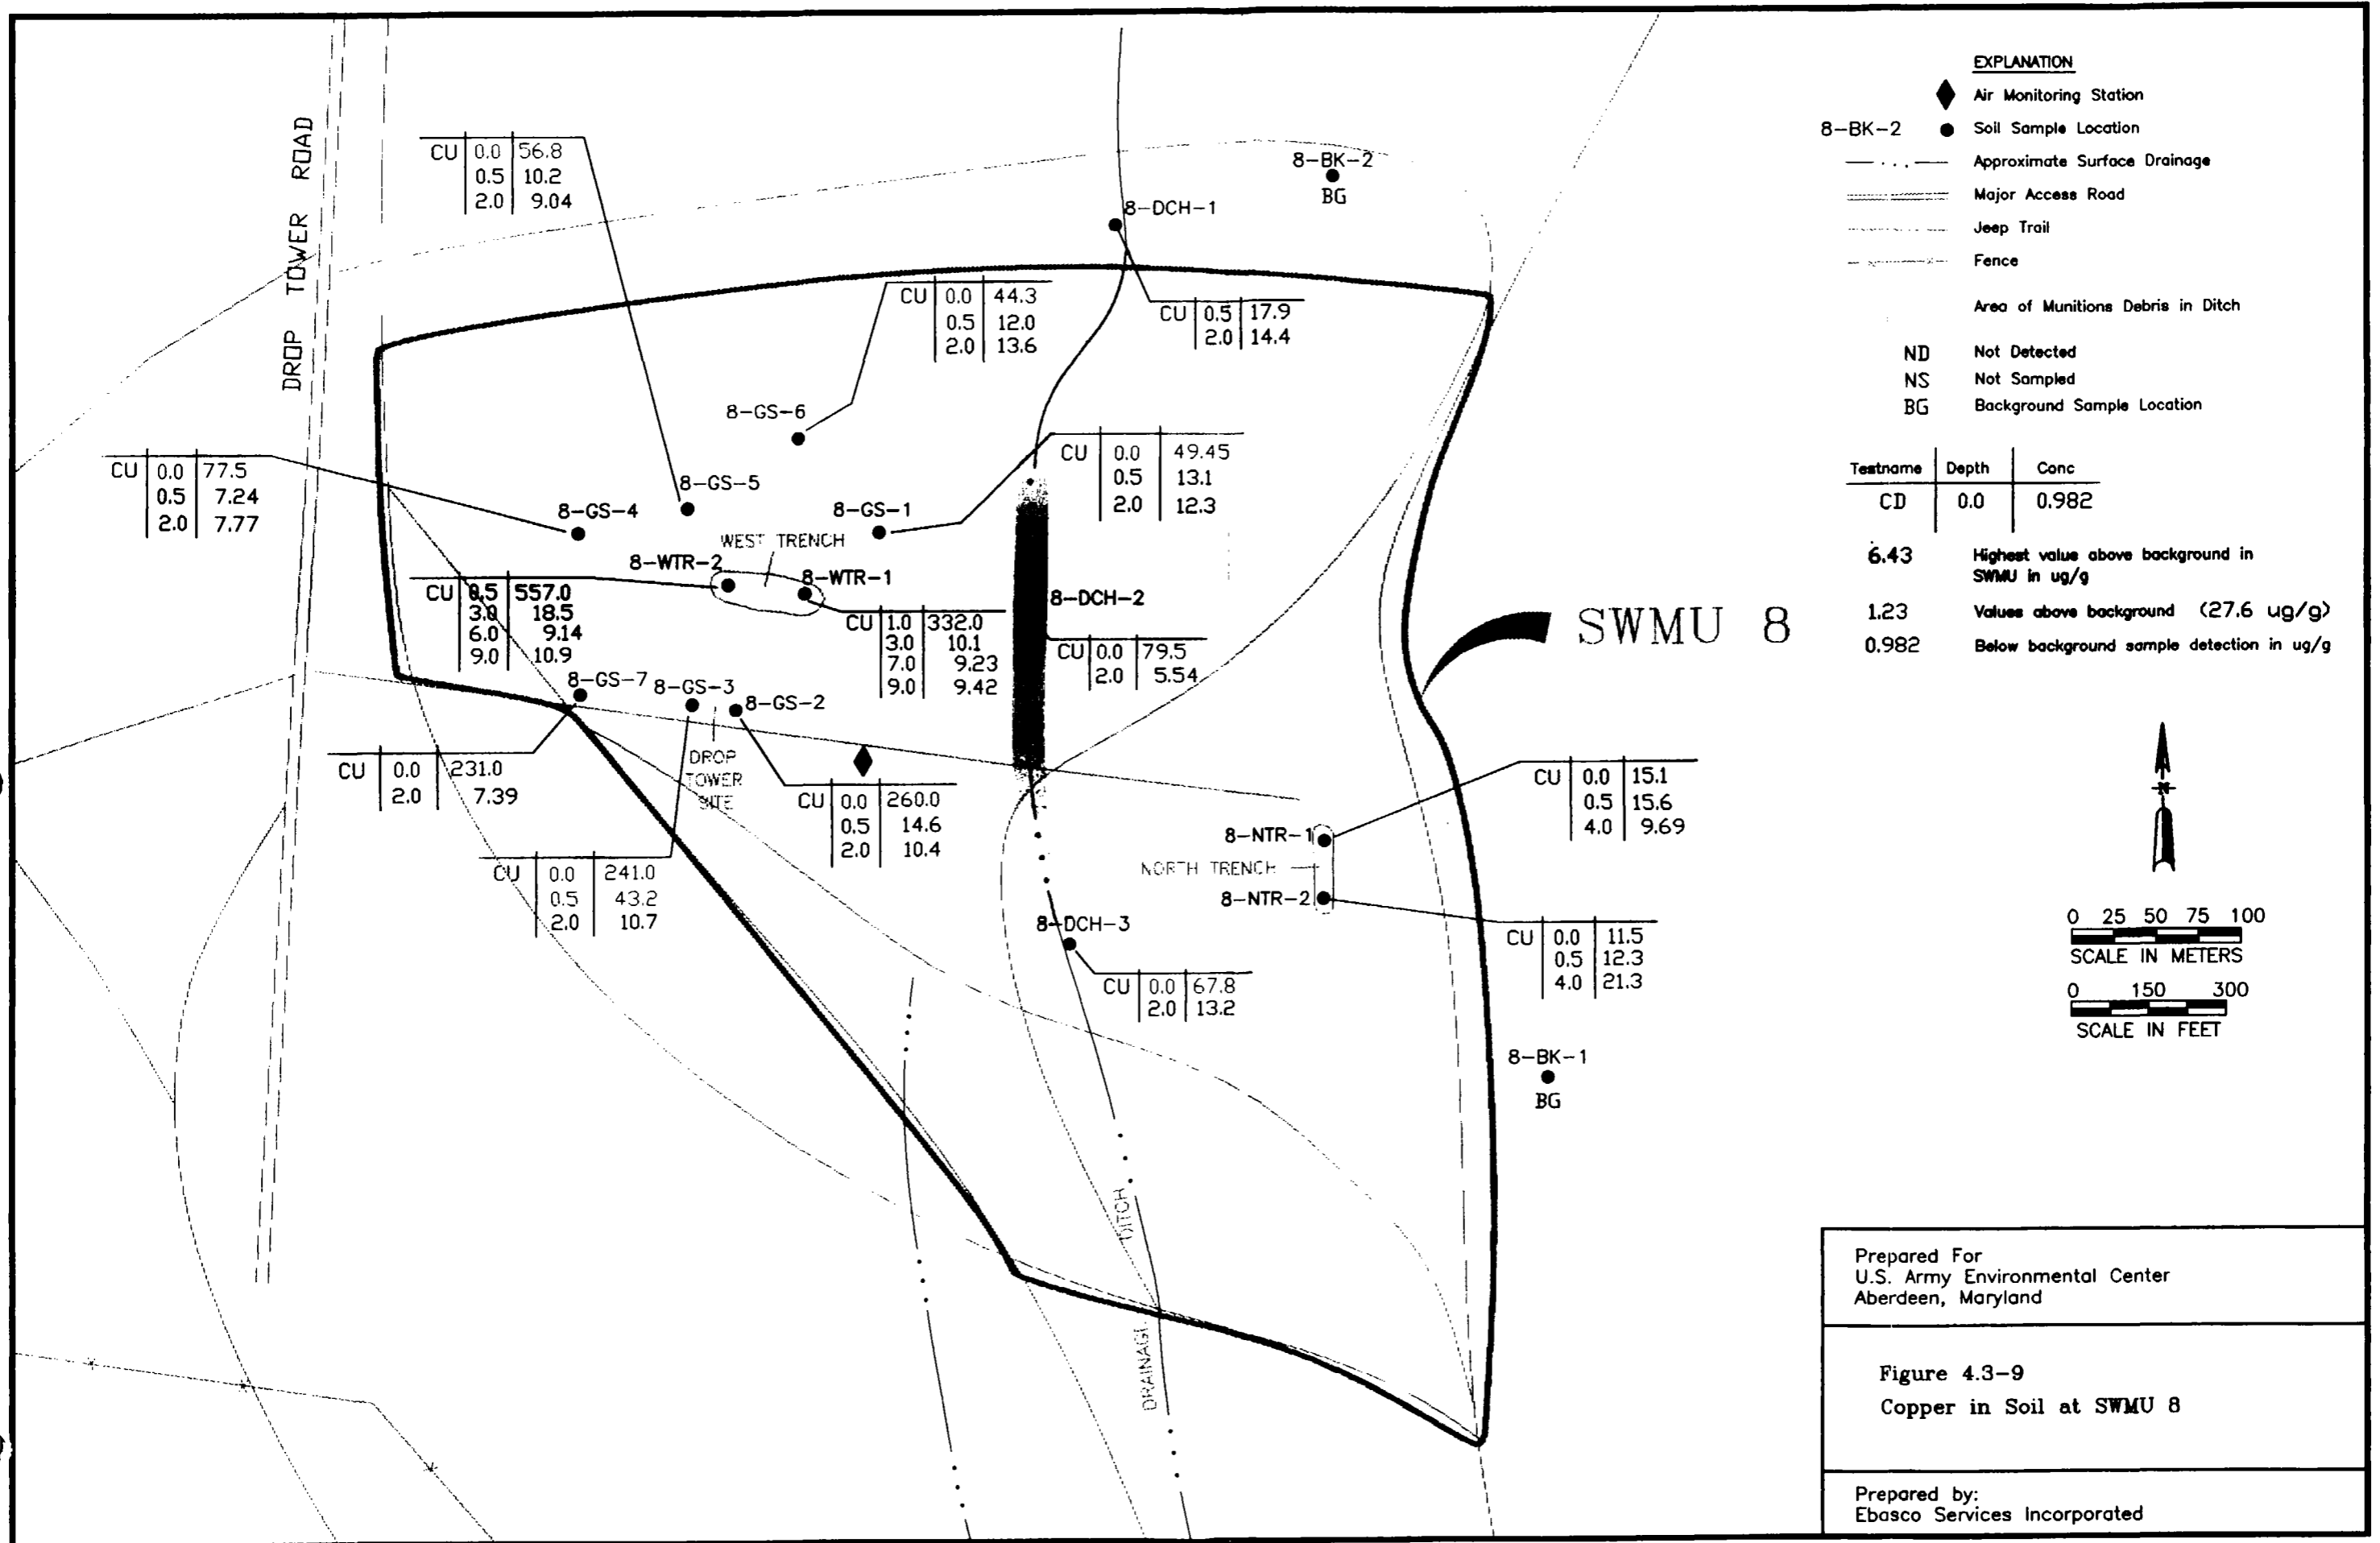 EXPLANATION
Air Monitoring Station
8-BK-2 Soil Sample Location
Approximate Surface Drainage
Major Access Road
Jeep Trail
Fence
Area of Munitions Debris in Ditch
ND Not Detected
NS Not Sampled
BG Background Sample Location
Testname Depth Conc
CD 0.0 0.982
6.43 Highest value above background in
SWMU in ug/g
1.23 Values above background (27.6 ug/g)
0.982 Below background sample detection in ug/g
DROP TOWER ROAD
CU 0.0 56.8
0.5 10.2
2.0 9.04
8-BK-2
BG
8-DCH-1
CU 0.0 44.3
0.5 12.0
2.0 13.6
CU 0.5 17.9
2.0 14.4
8-GS-6
CU 0.0 49.45
0.5 13.1
2.0 12.3
CU 0.0 77.5
0.5 7.24
2.0 7.77
8-GS-5
8-GS-4
8-GS-1
WEST TRENCH
8-WTR-2
8-WTR-1
CU 0.5 557.0
3.0 18.5
6.0 9.14
9.0 10.9
CU 1.0 332.0
3.0 10.1
7.0 9.23
9.0 9.42
8-DCH-2
CU 0.0 79.5
2.0 5.54
SWMU 8
8-GS-7
8-GS-3
8-GS-2
DROP
TOWER
SITE
CU 0.0 231.0
2.0 7.39
CU 0.0 260.0
0.5 14.6
2.0 10.4
CU 0.0 241.0
0.5 43.2
2.0 10.7
CU 0.0 15.1
0.5 15.6
4.0 9.69
8-NTR-1
NORTH TRENCH
8-NTR-2
CU 0.0 11.5
0.5 12.3
4.0 21.3
8-DCH-3
CU 0.0 67.8
2.0 13.2
8-BK-1
BG
DRAINAGE DITCH
N
0 25 50 75 100
SCALE IN METERS
0 150 300
SCALE IN FEET
Prepared For
U.S. Army Environmental Center
Aberdeen, Maryland
Figure 4.3-9
Copper in Soil at SWMU 8
Prepared by:
Ebasco Services Incorporated